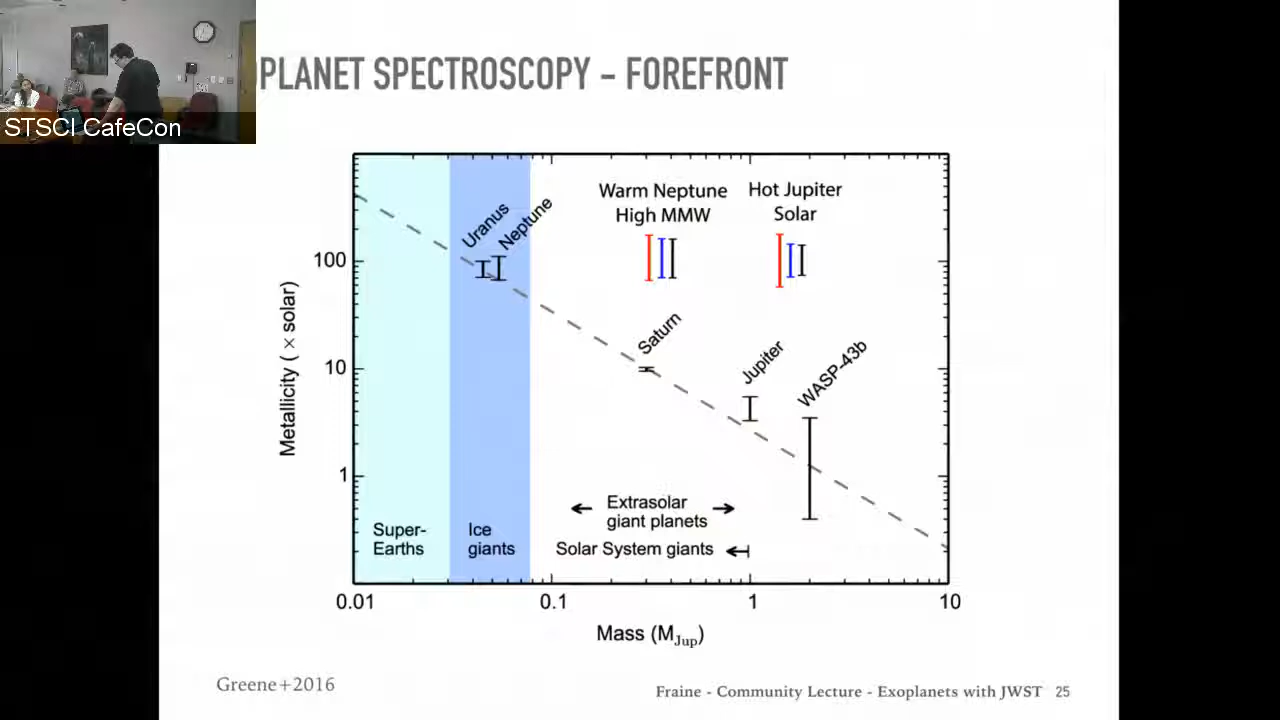 STSCI CafeCon
PLANET SPECTROSCOPY – FOREFRONT
Warm Neptune
High MMW
Hot Jupiter
Solar
Uranus
Neptune
Saturn
Jupiter
WASP-43b
100
10
1
Metallicity ( × solar)
Super-
Earths
Ice
giants
Extrasolar
giant planets
Solar System giants
0.01
0.1
1
10
Mass (MJup)
Greene+2016
Fraine - Community Lecture - Exoplanets with JWST 25